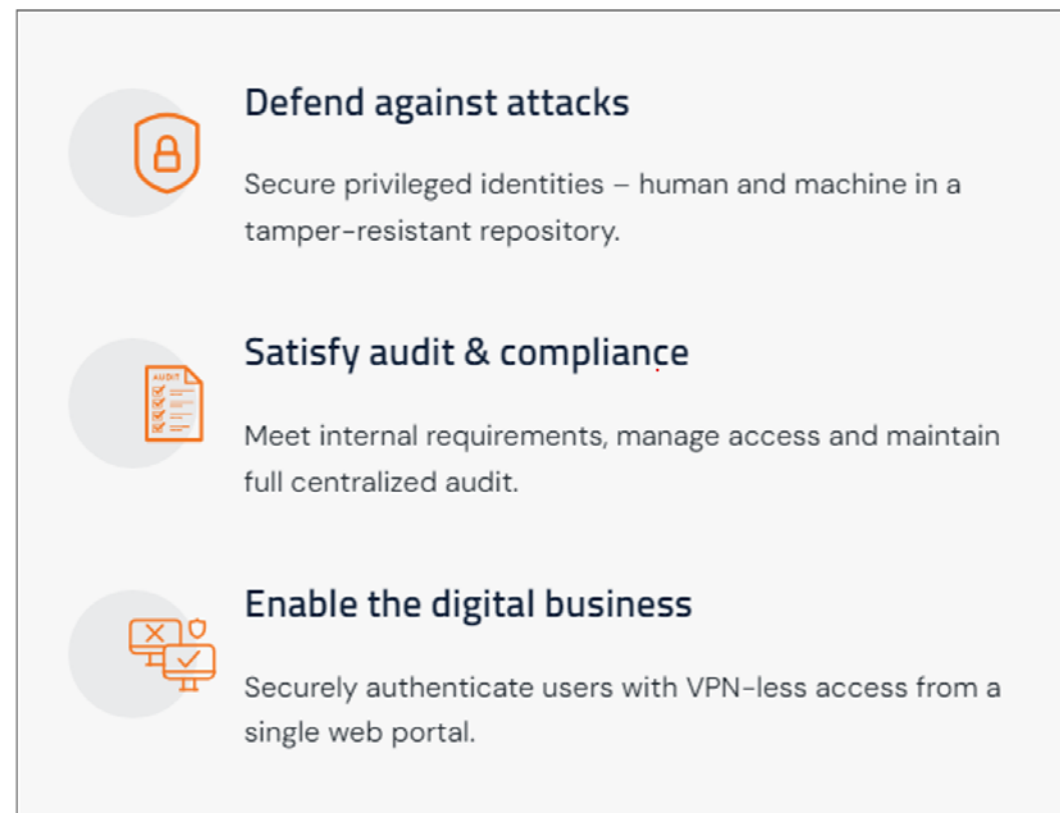 Defend against attacks
Secure privileged identities – human and machine in a
tamper-resistant repository.
AUDIT
Satisfy audit & compliance
Meet internal requirements, manage access and maintain
full centralized audit.
Enable the digital business
Securely authenticate users with VPN-less access from a
single web portal.